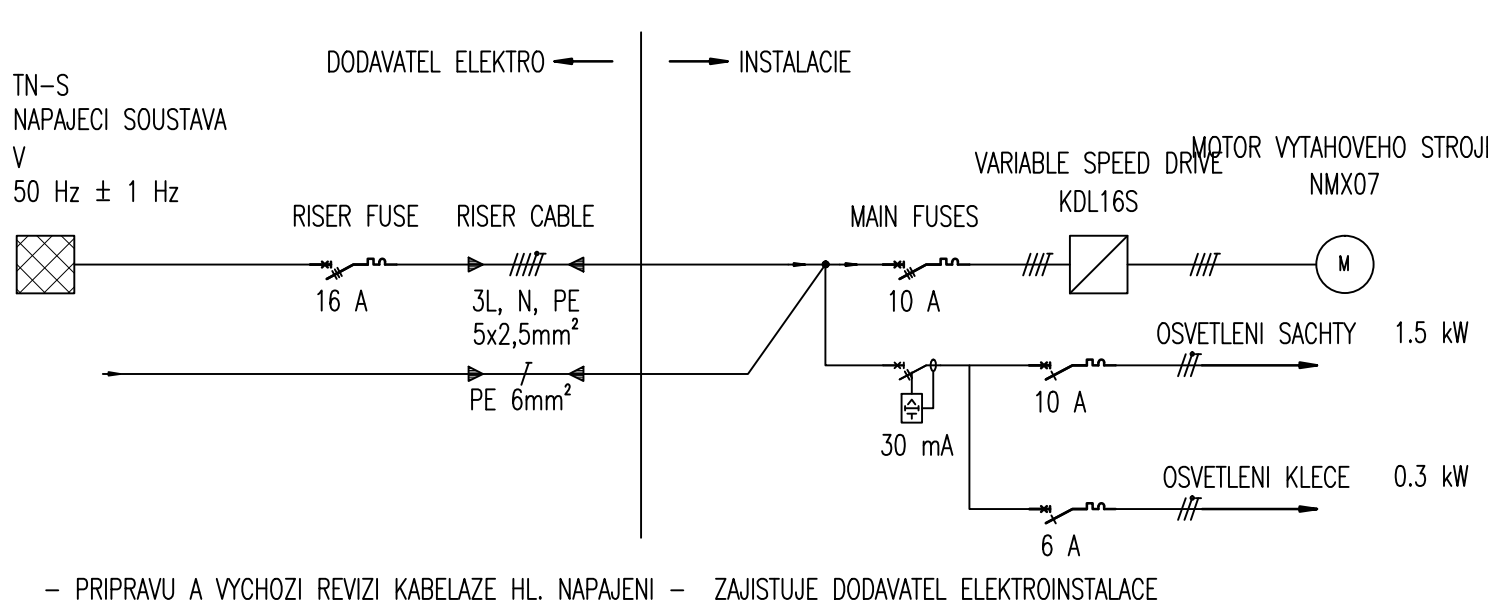 DODAVATEL ELEKTRO
INSTALACIE
TN-S
NAPAJECI SOUSTAVA
V
50 Hz ± 1 Hz
RISER FUSE
RISER CABLE
MAIN FUSES
VARIABLE SPEED DRIVE
KDL16S
MOTOR VYTAHOVEHO STROJE
NMX07
M
16 A
3L, N, PE
5x2,5mm²
10 A
PE 6mm²
OSVETLENI SACHTY 1.5 kW
10 A
30 mA
OSVETLENI KLECE 0.3 kW
6 A
- PRIPRAVU A VYCHOZI REVIZI KABELAZE HL. NAPAJENI - ZAJISTUJE DODAVATEL ELEKTROINSTALACE